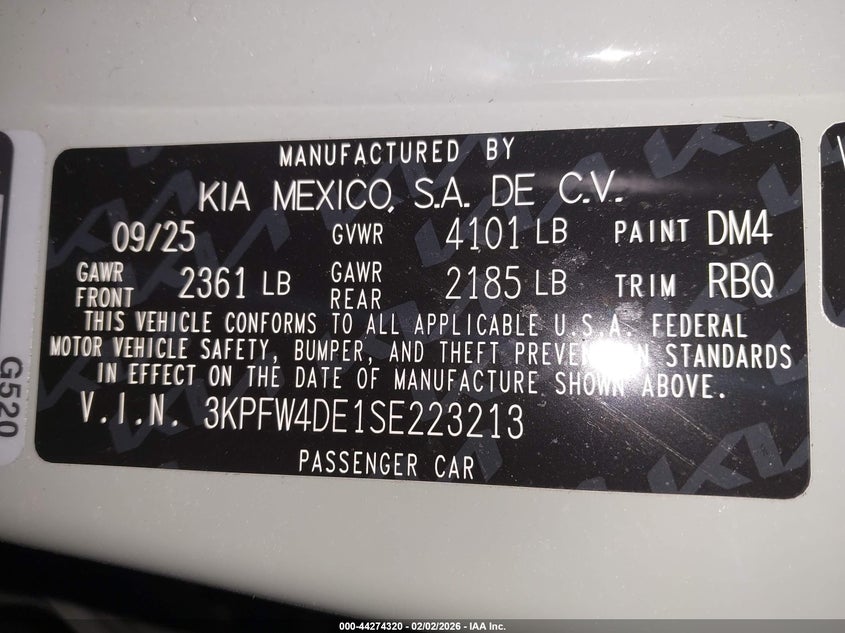 MANUFACTURED BY
KIA MEXICO, S.A. DE C.V.
09/25 GVWR 4101 LB PAINT DM4
GAWR FRONT 2361 LB GAWR REAR 2185 LB TRIM RBQ
THIS VEHICLE CONFORMS TO ALL APPLICABLE U.S.A. FEDERAL
MOTOR VEHICLE SAFETY, BUMPER, AND THEFT PREVENTION STANDARDS
IN EFFECT ON THE DATE OF MANUFACTURE SHOWN ABOVE.
V.I.N. 3KPFW4DE1SE223213
PASSENGER CAR
G520
000-44274320 - 02/02/2026 - IAA Inc.